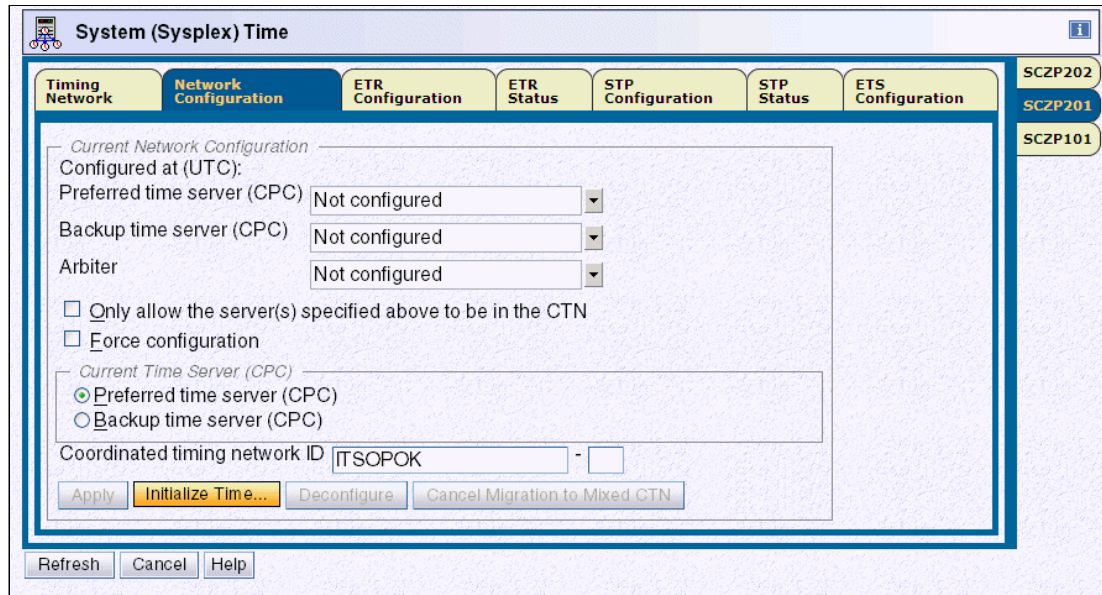 System (Sysplex) Time
i
Timing Network
Network Configuration
ETR Configuration
ETR Status
STP Configuration
STP Status
ETS Configuration
SCZP202
SCZP201
SCZP101
Current Network Configuration
Configured at (UTC):
Preferred time server (CPC) Not configured
Backup time server (CPC) Not configured
Arbiter Not configured
Only allow the server(s) specified above to be in the CTN
Force configuration
Current Time Server (CPC)
Preferred time server (CPC)
Backup time server (CPC)
Coordinated timing network ID ITSOPOK -
Apply Initialize Time... Deconfigure Cancel Migration to Mixed CTN
Refresh Cancel Help